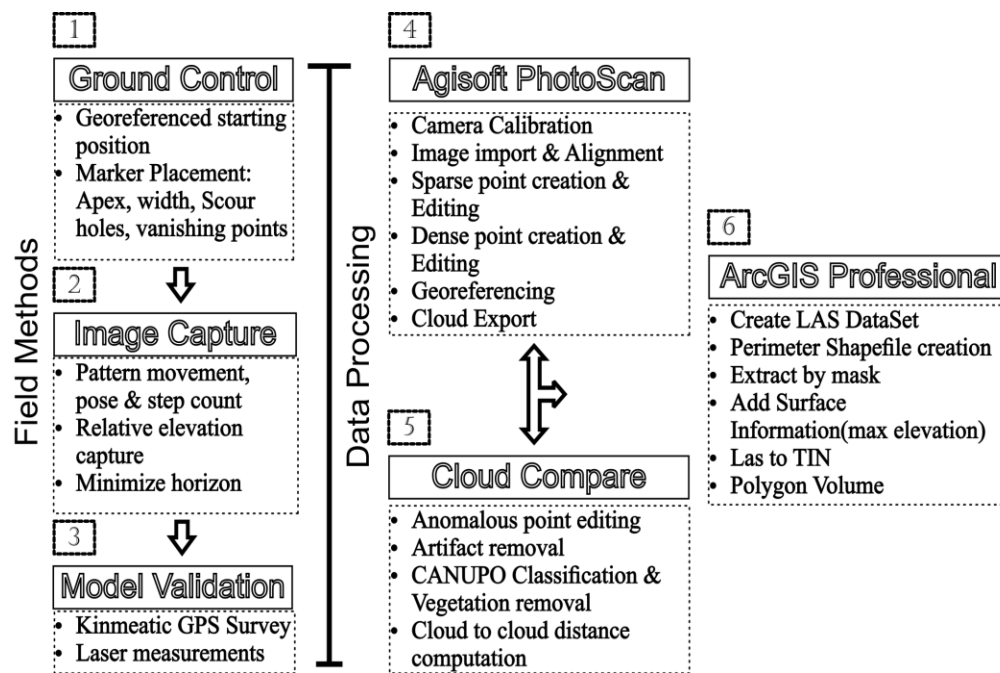 Field Methods
1
Ground Control
• Georeferenced starting
position
• Marker Placement:
Apex, width, Scour
holes, vanishing points
2
Image Capture
• Pattern movement,
pose & step count
• Relative elevation
capture
• Minimize horizon
3
Model Validation
• Kinmeatic GPS Survey
• Laser measurements
Data Processing
4
Agisoft PhotoScan
• Camera Calibration
• Image import & Alignment
• Sparse point creation &
Editing
• Dense point creation &
Editing
• Georeferencing
• Cloud Export
5
Cloud Compare
• Anomalous point editing
• Artifact removal
• CANUPO Classification &
Vegetation removal
• Cloud to cloud distance
computation
6
ArcGIS Professional
• Create LAS DataSet
• Perimeter Shapefile creation
• Extract by mask
• Add Surface
Information(max elevation)
• Las to TIN
• Polygon Volume